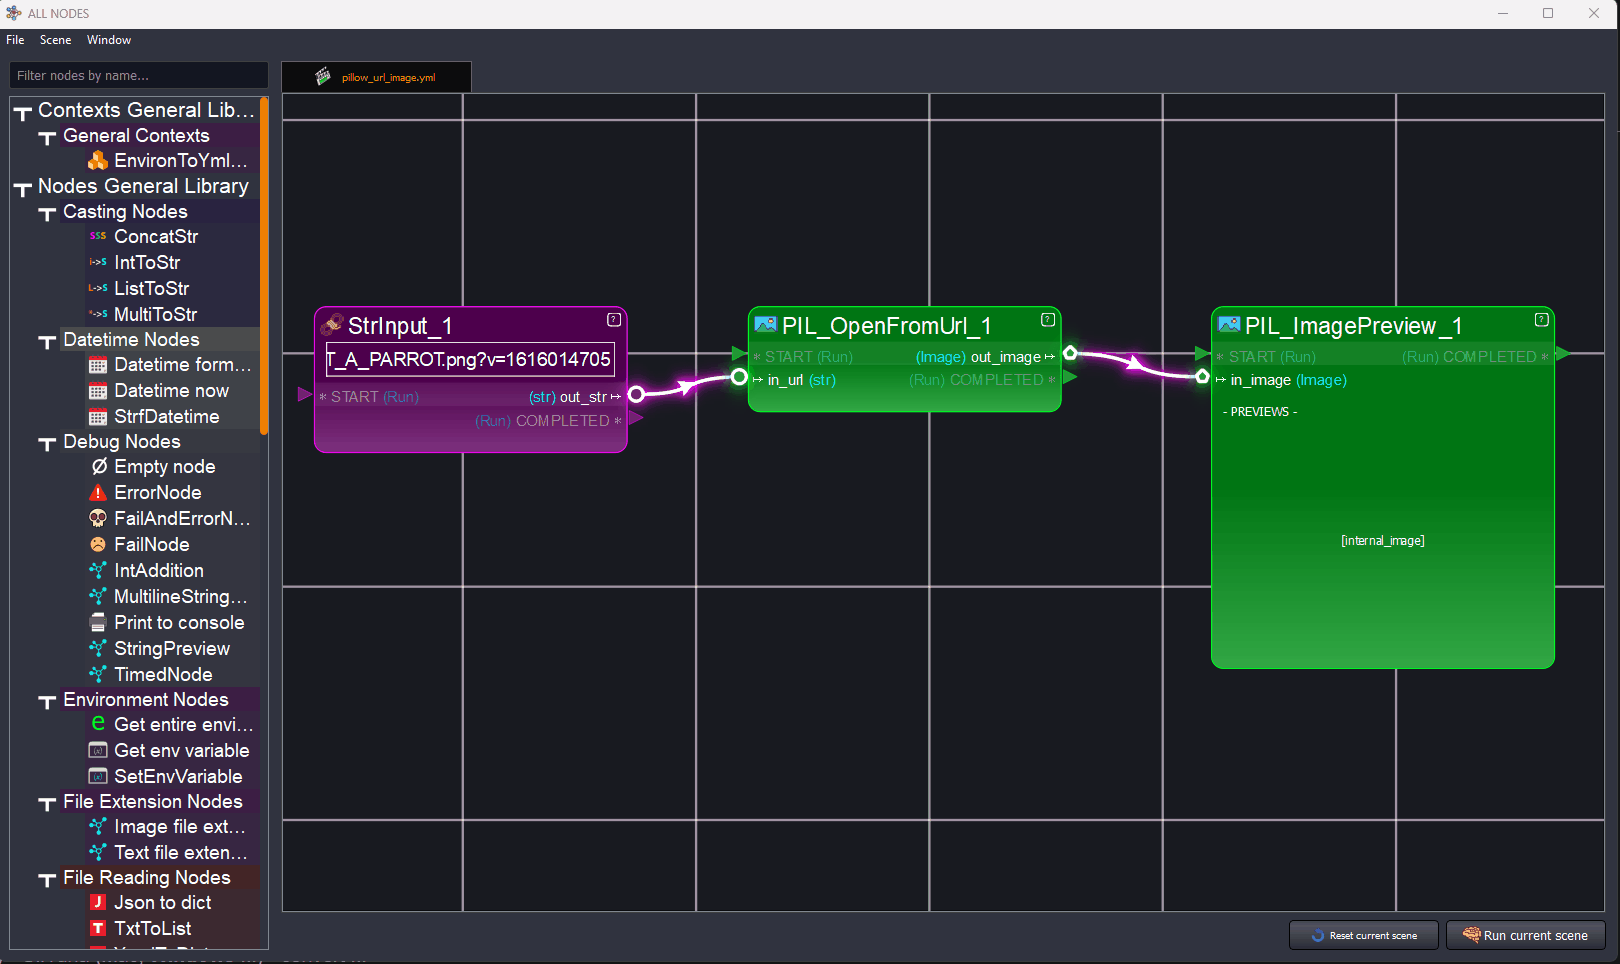 ALL NODES
File Scene Window
Filter nodes by name...
pillow_url_image.yml
Contexts General Lib...
General Contexts
EnvironToYml...
Nodes General Library
Casting Nodes
sss ConcatStr
i->s IntToStr
L->s ListToStr
*->s MultiToStr
Datetime Nodes
Datetime form...
Datetime now
StrfDatetime
Debug Nodes
Empty node
ErrorNode
FailAndErrorN...
FailNode
IntAddition
MultilineString...
Print to console
StringPreview
TimedNode
Environment Nodes
e Get entire envi...
(x) Get env variable
(x) SetEnvVariable
File Extension Nodes
Image file ext...
Text file exten...
File Reading Nodes
J Json to dict
T TxtToList
StrInput_1 ?
T_A_PARROT.png?v=1616014705
* START (Run) (str) out_str ↦
(Run) COMPLETED *
PIL_OpenFromUrl_1 ?
* START (Run) (Image) out_image ↦
↦ in_url (str) (Run) COMPLETED *
PIL_ImagePreview_1 ?
* START (Run) (Run) COMPLETED *
↦ in_image (Image)
- PREVIEWS -
[internal_image]
Reset current scene
Run current scene